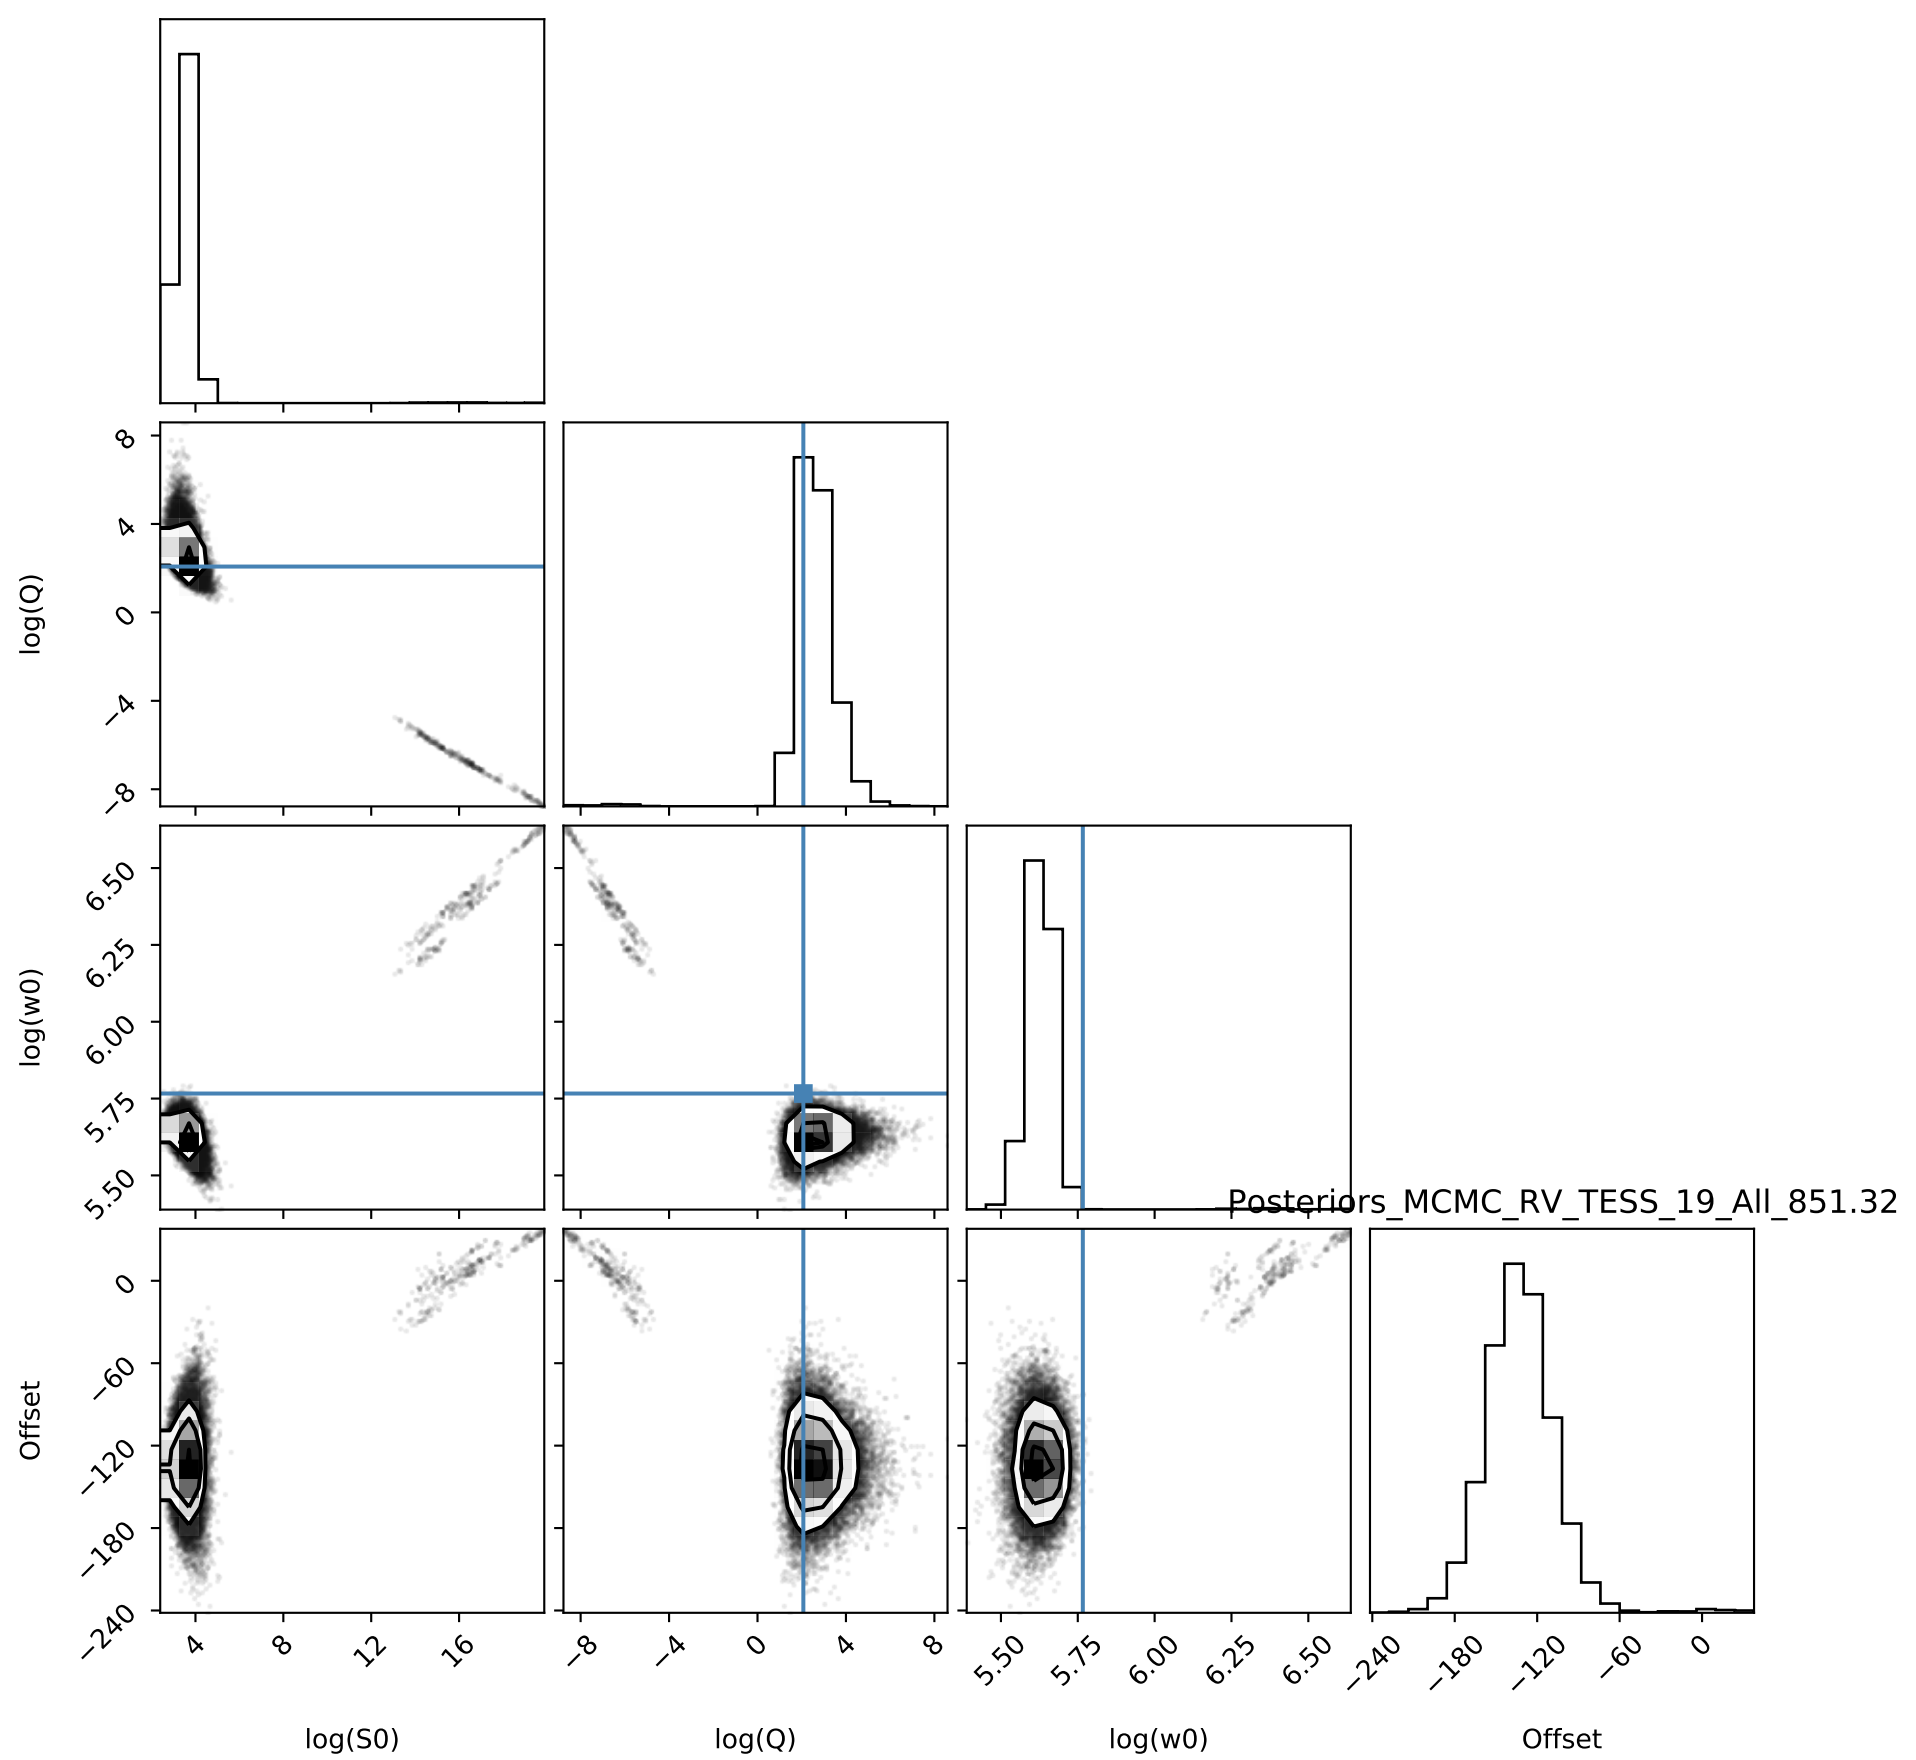 8
4
0
−4
−8
log(Q)
6.50
6.25
6.00
5.75
5.50
log(w0)
Posteriors_MCMC_RV_TESS_19_All_851.32
0
−60
−120
−180
−240
Offset
4 8 12 16
−8 −4 0 4 8
5.50 5.75 6.00 6.25 6.50
−240 −180 −120 −60 0
log(S0) log(Q) log(w0) Offset